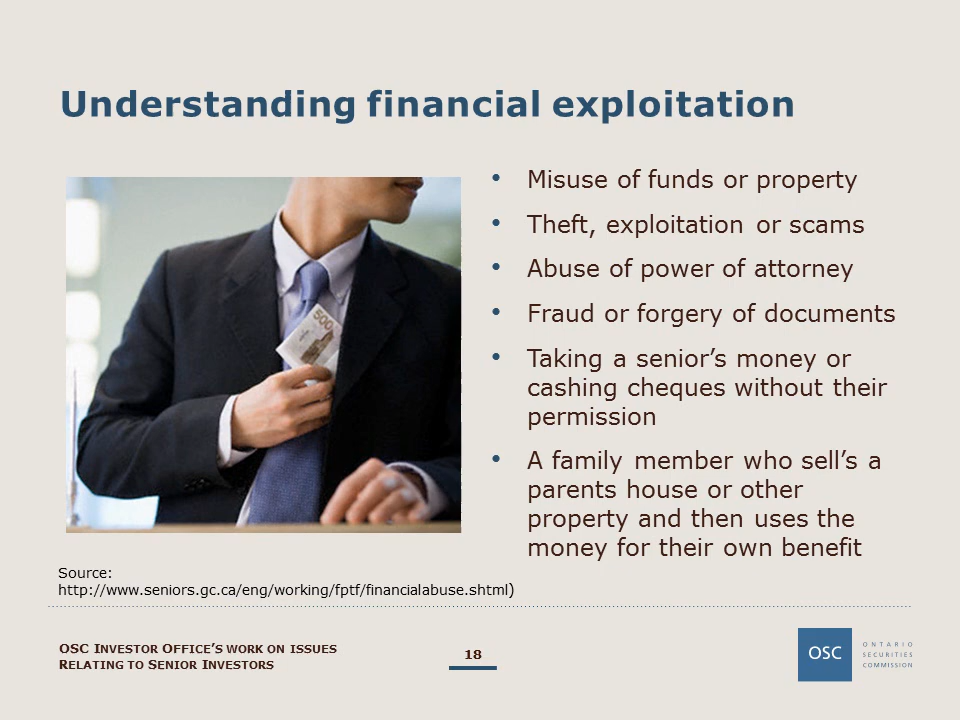 Understanding financial exploitation
• Misuse of funds or property
• Theft, exploitation or scams
• Abuse of power of attorney
• Fraud or forgery of documents
• Taking a senior’s money or
cashing cheques without their
permission
• A family member who sell’s a
parents house or other
property and then uses the
money for their own benefit
500
Source:
http://www.seniors.gc.ca/eng/working/fptf/financialabuse.shtml)
OSC INVESTOR OFFICE’S WORK ON ISSUES
RELATING TO SENIOR INVESTORS
18
OSC
ONTARIO
SECURITIES
COMMISSION